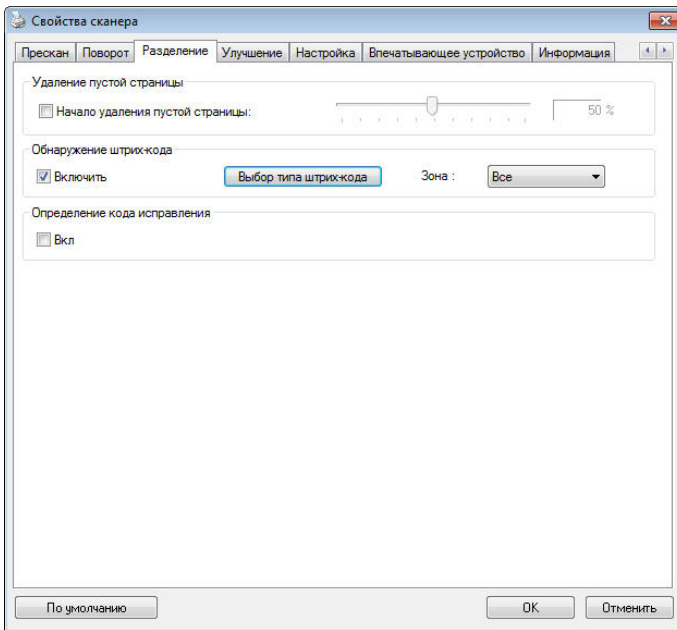 Свойства сканера
Прескан Поворот Разделение Улучшение Настройка Впечатывающее устройство Информация
Удаление пустой страницы
Начало удаления пустой страницы: 50 %
Обнаружение штрих-кода
Включить Выбор типа штрих-кода Зона : Все
Определение кода исправления
Вкл
По умолчанию OK Отменить